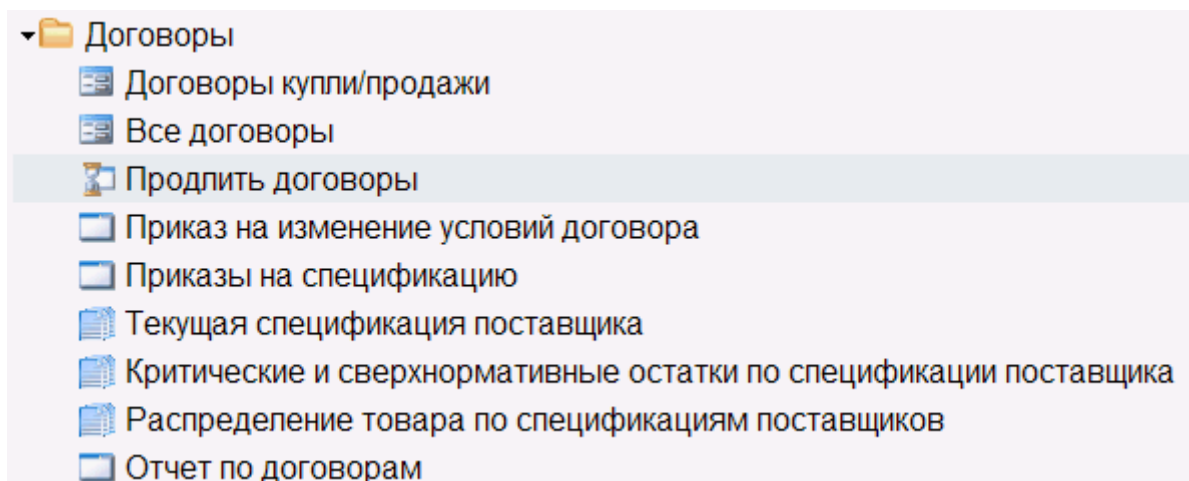 Договоры
Договоры купли/продажи
Все договоры
Продлить договоры
Приказ на изменение условий договора
Приказы на спецификацию
Текущая спецификация поставщика
Критические и сверхнормативные остатки по спецификации поставщика
Распределение товара по спецификациям поставщиков
Отчет по договорам